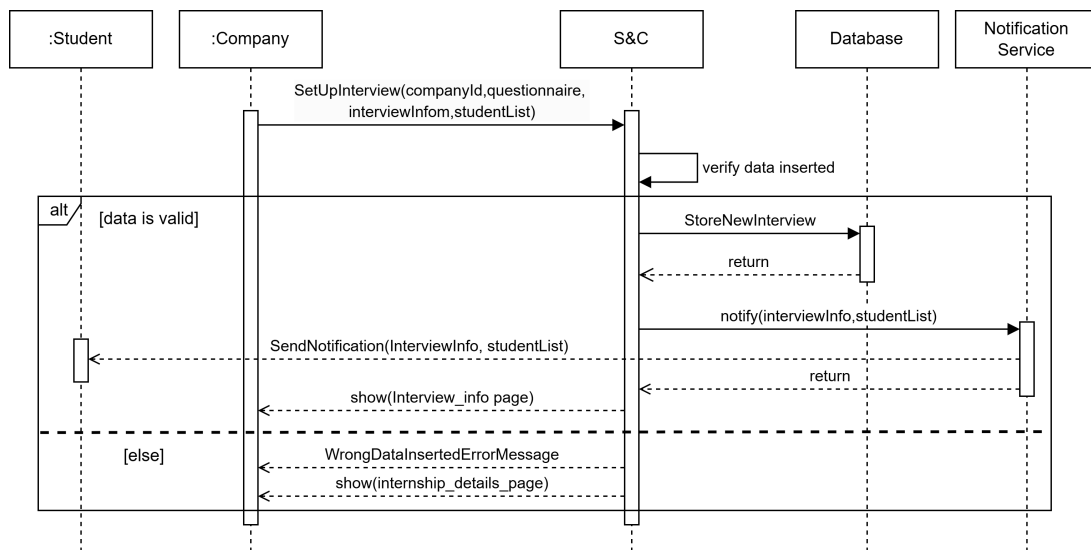 :Student
:Company
S&C
Database
Notification
Service
SetUpInterview(companyId,questionnaire,
interviewInfom,studentList)
verify data inserted
alt
[data is valid]
StoreNewInterview
return
notify(interviewInfo,studentList)
SendNotification(InterviewInfo, studentList)
return
show(Interview_info page)
[else]
WrongDataInsertedErrorMessage
show(internship_details_page)